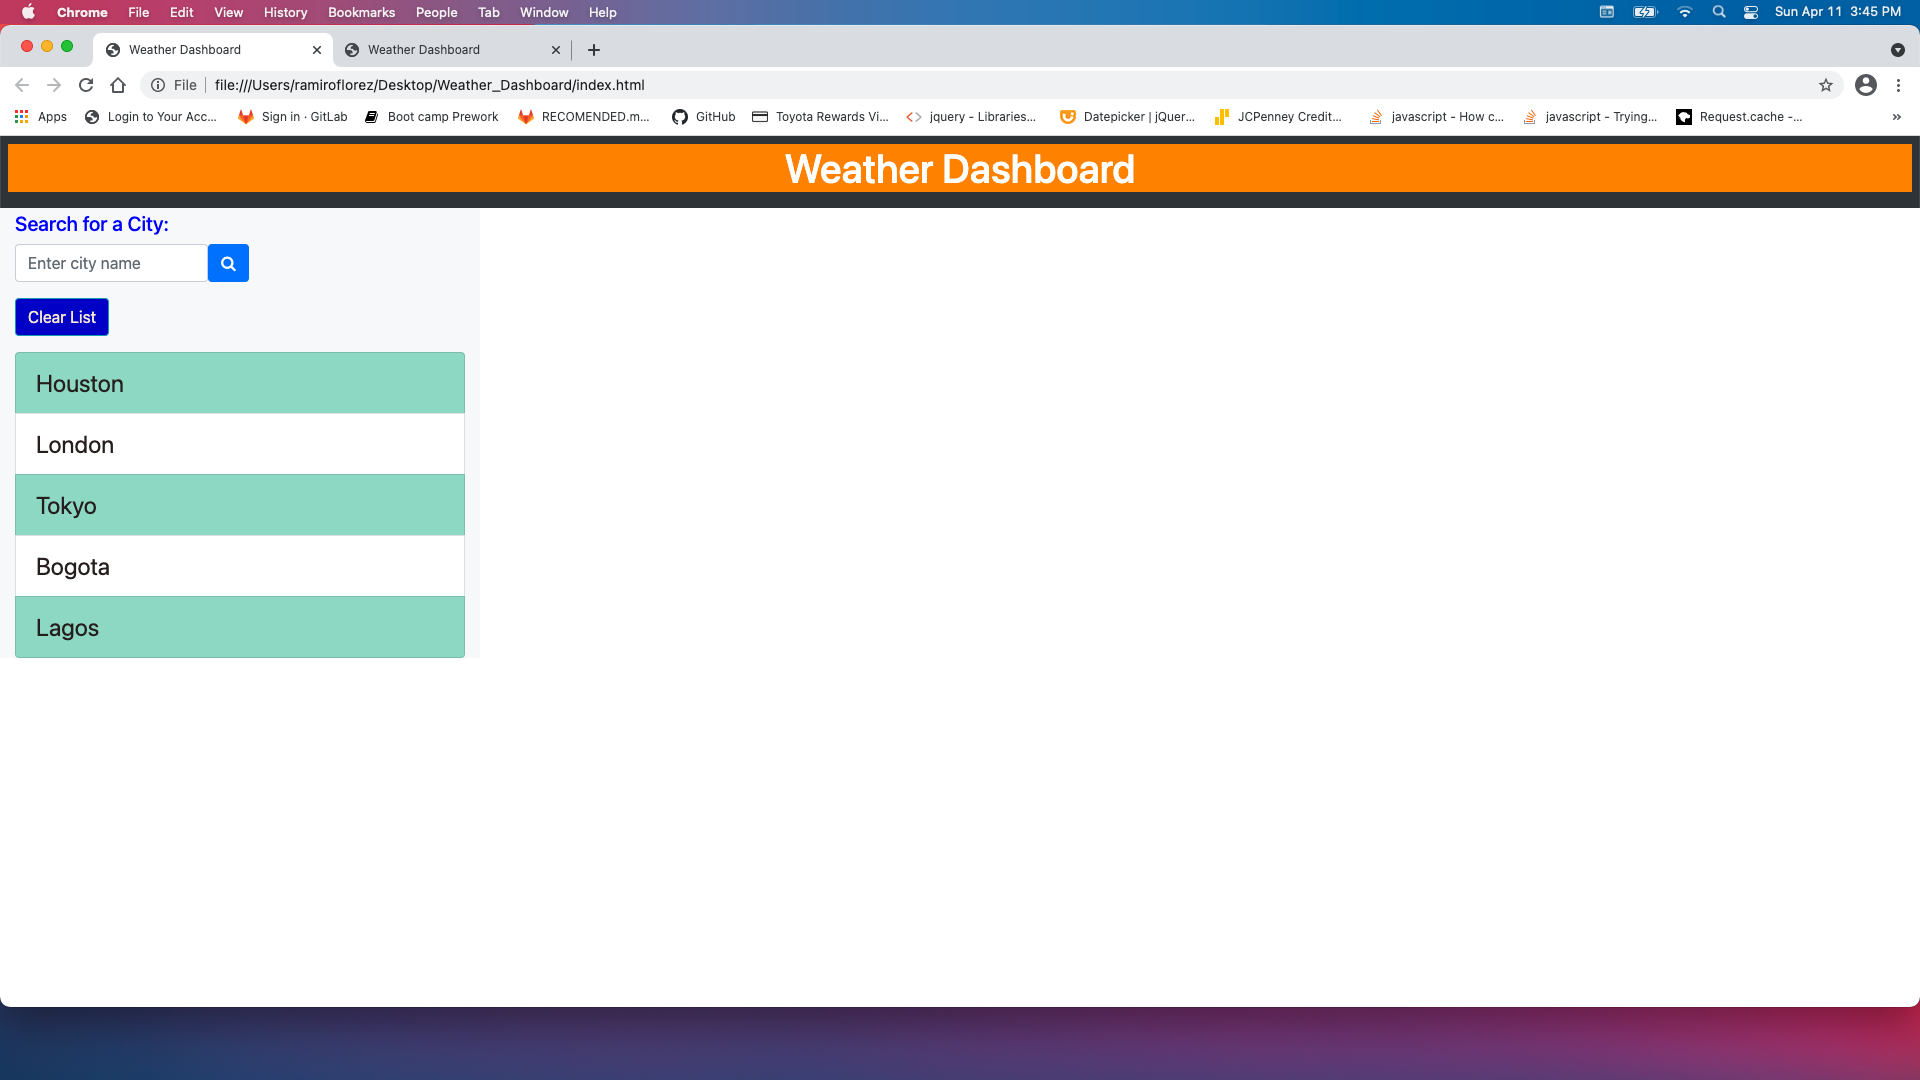 Chrome File Edit View History Bookmarks People Tab Window Help Sun Apr 11 3:45 PM
Weather Dashboard Weather Dashboard
File file:///Users/ramiroflorez/Desktop/Weather_Dashboard/index.html
Apps Login to Your Acc... Sign in · GitLab Boot camp Prework RECOMENDED.m... GitHub Toyota Rewards Vi... jquery - Libraries... Datepicker | jQuer... JCPenney Credit... javascript - How c... javascript - Trying... Request.cache -... »
Weather Dashboard
Search for a City:
Enter city name
Clear List
Houston
London
Tokyo
Bogota
Lagos